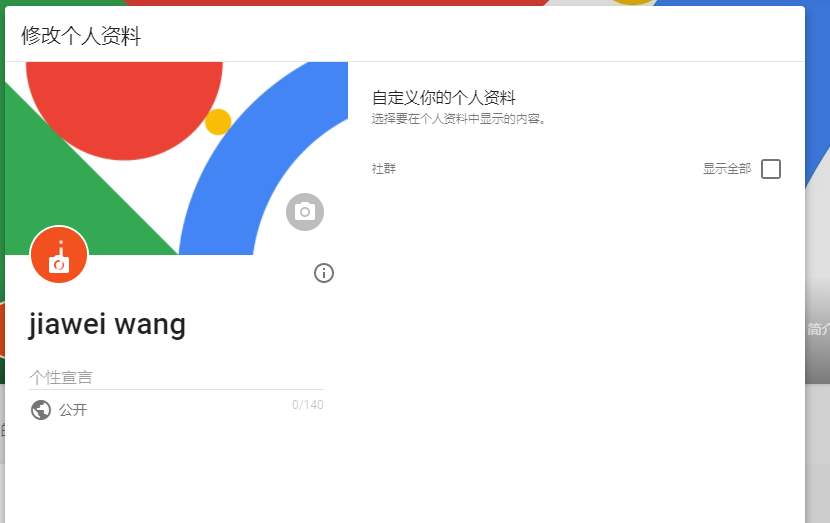 修改个人资料
自定义你的个人资料
选择要在个人资料中显示的内容。
社群
显示全部
jiawei wang
个性宣言
公开
0/140
简介